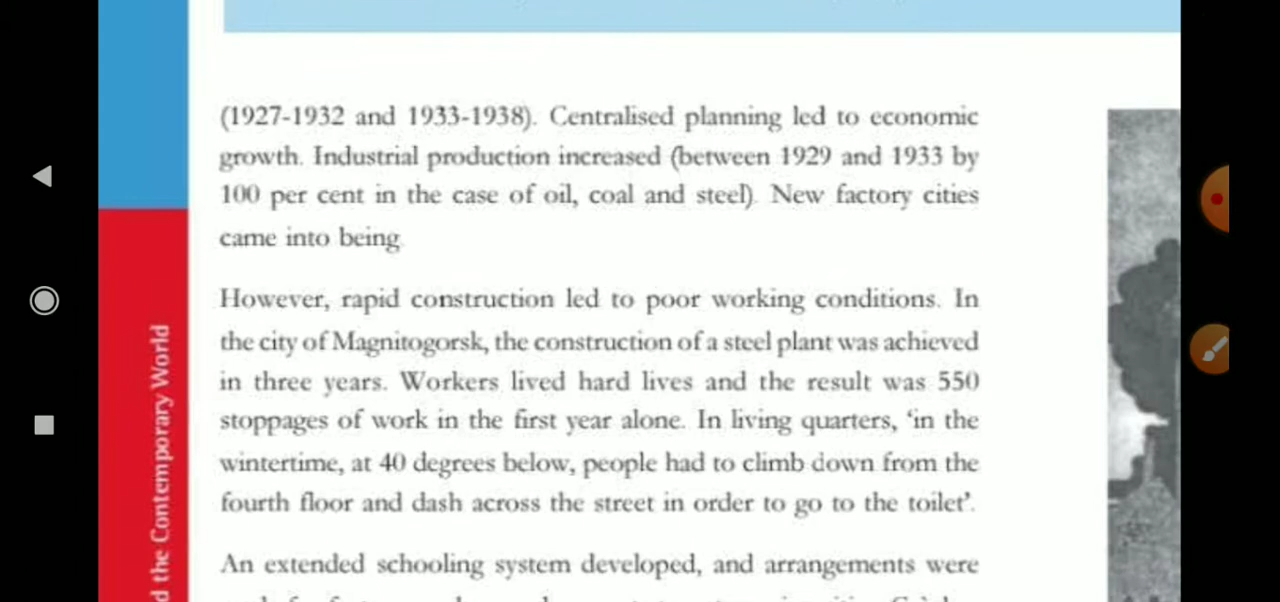 (1927-1932 and 1933-1938). Centralised planning led to economic
growth. Industrial production increased (between 1929 and 1933 by
100 per cent in the case of oil, coal and steel). New factory cities
came into being.
However, rapid construction led to poor working conditions. In
the city of Magnitogorsk, the construction of a steel plant was achieved
in three years. Workers lived hard lives and the result was 550
stoppages of work in the first year alone. In living quarters, ‘in the
wintertime, at 40 degrees below, people had to climb down from the
fourth floor and dash across the street in order to go to the toilet’.
An extended schooling system developed, and arrangements were
d the Contemporary World